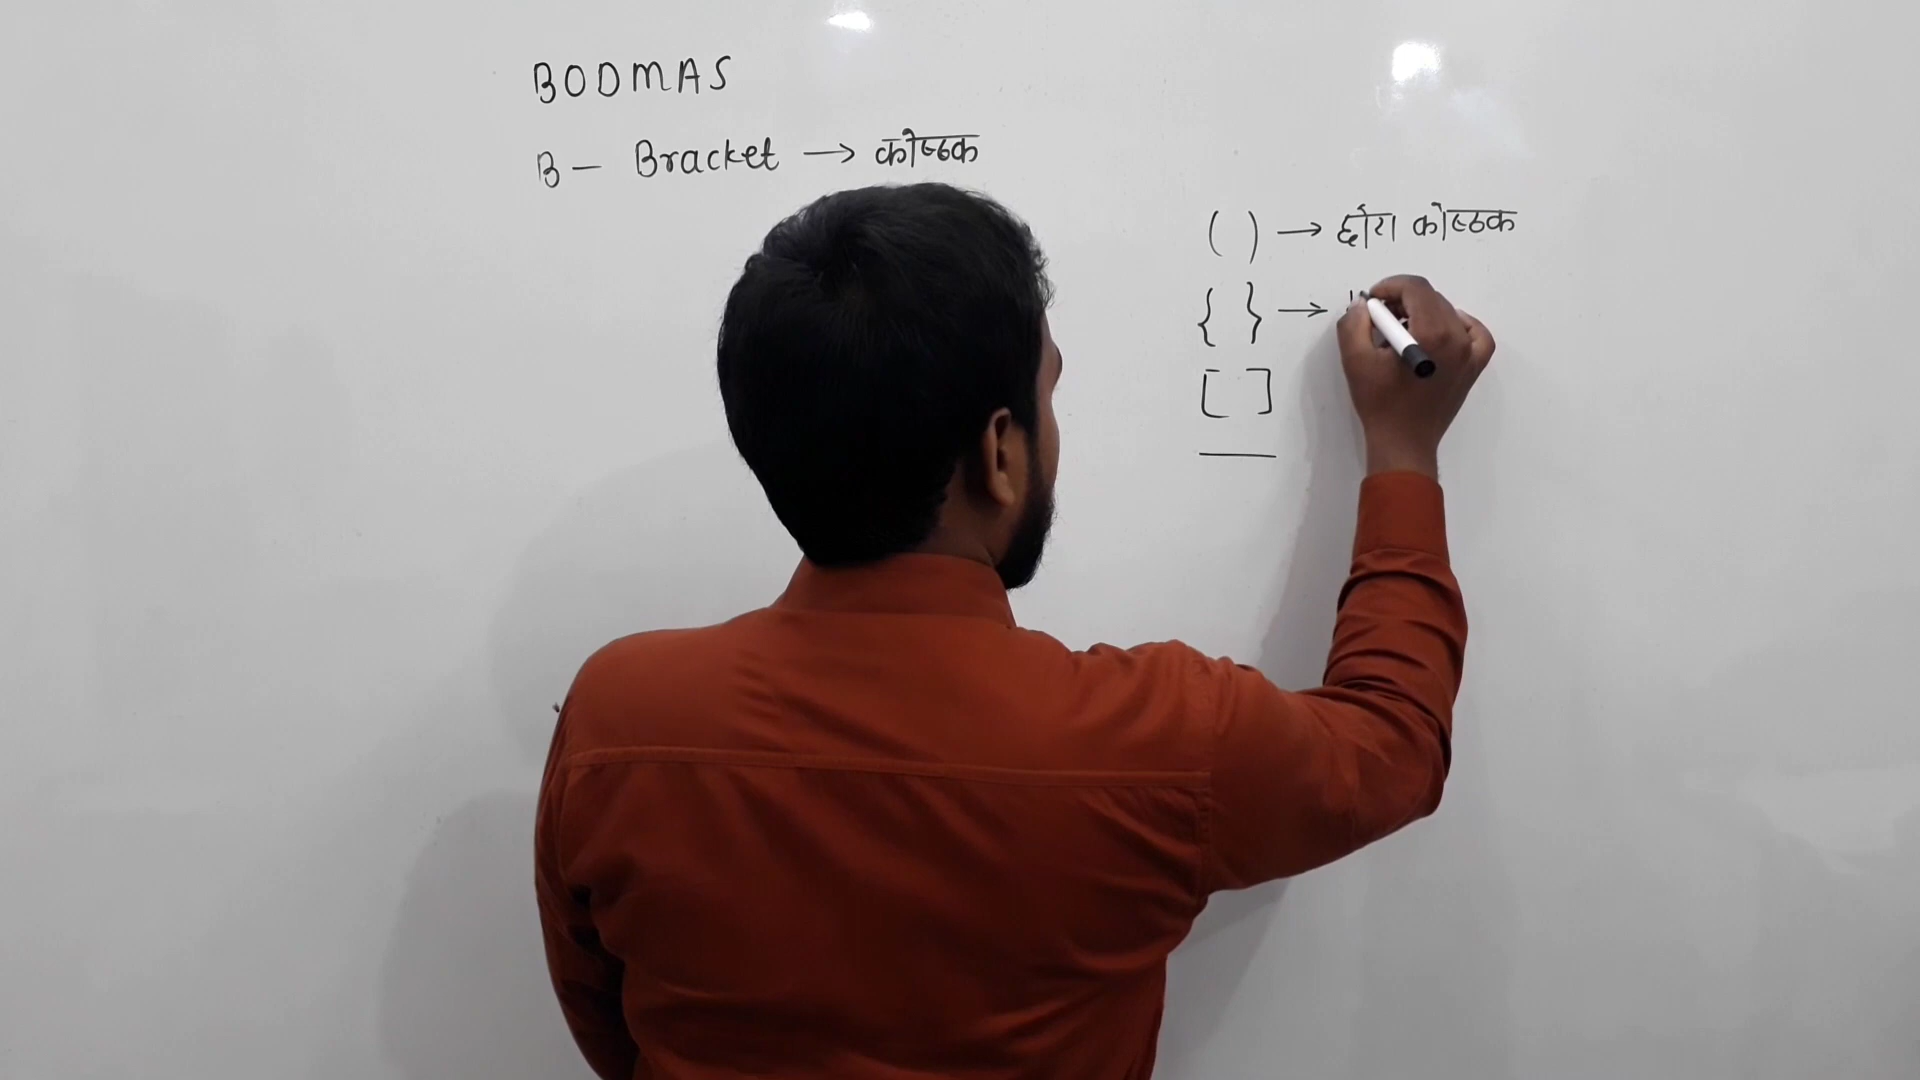 BODMAS
B - Bracket → कोष्ठक
( ) → छोटा कोष्ठक
{ } →
[ ]
—